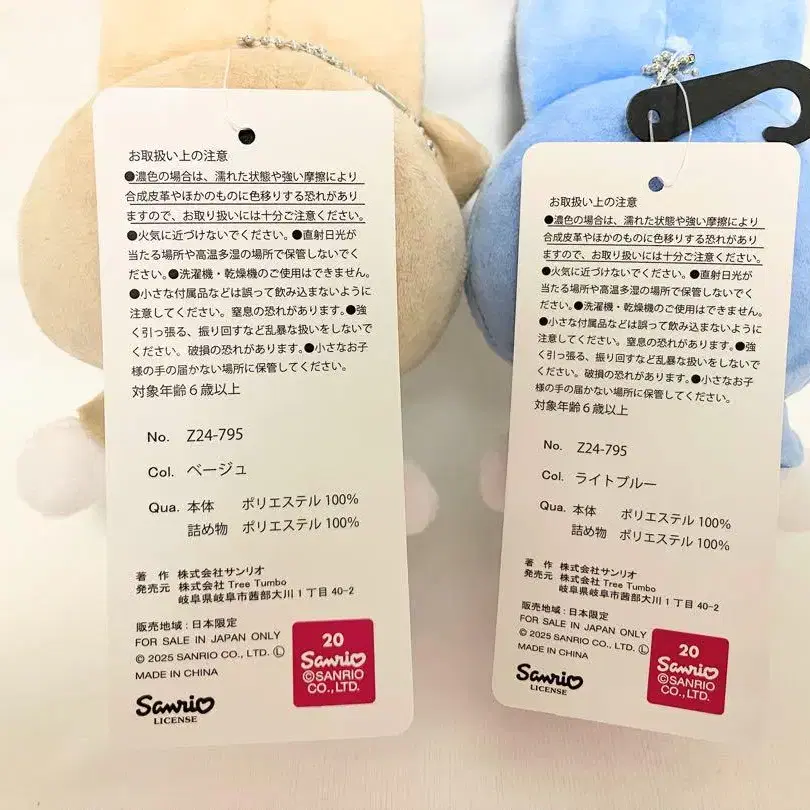 お取扱い上の注意
●濃色の場合は、濡れた状態や強い摩擦により
合成皮革やほかのものに色移りする恐れがあり
ますので、お取り扱いには十分ご注意ください。
●火気に近づけないでください。●直射日光が
当たる場所や高温多湿の場所で保管しないでく
ださい。●洗濯機・乾燥機のご使用はできません。
●小さな付属品などは誤って飲み込まないように
注意してください。窒息の恐れがあります。●強
く引っ張る、振り回すなど乱暴な扱いをしないで
ください。破損の恐れがあります。●小さなお子
様の手の届かない場所に保管してください。
対象年齢6歳以上
No. Z24-795
Col. ベージュ
Qua. 本体 ポリエステル 100%
詰め物 ポリエステル 100%
著 作 株式会社サンリオ
発売元 株式会社 Tree Tumbo
岐阜県岐阜市茜部大川1丁目 40-2
販売地域:日本限定
FOR SALE IN JAPAN ONLY
© 2025 SANRIO CO., LTD. Ⓛ
MADE IN CHINA
Sanrio
LICENSE
20
Sanrio
©SANRIO
CO.,LTD.
お取扱い上の注意
●濃色の場合は、濡れた状態や強い摩擦により
合成皮革やほかのものに色移りする恐れがあり
ますので、お取り扱いには十分ご注意ください。
●火気に近づけないでください。●直射日光が
当たる場所や高温多湿の場所で保管しないでく
ださい。●洗濯機・乾燥機のご使用はできません。
●小さな付属品などは誤って飲み込まないように
注意してください。窒息の恐れがあります。●強
く引っ張る、振り回すなど乱暴な扱いをしないで
ください。破損の恐れがあります。●小さなお子
様の手の届かない場所に保管してください。
対象年齢6歳以上
No. Z24-795
Col. ライトブルー
Qua. 本体 ポリエステル 100%
詰め物 ポリエステル 100%
著 作 株式会社サンリオ
発売元 株式会社 Tree Tumbo
岐阜県岐阜市茜部大川1丁目 40-2
販売地域:日本限定
FOR SALE IN JAPAN ONLY
© 2025 SANRIO CO., LTD. Ⓛ
MADE IN CHINA
Sanrio
LICENSE
20
Sanrio
©SANRIO
CO.,LTD.